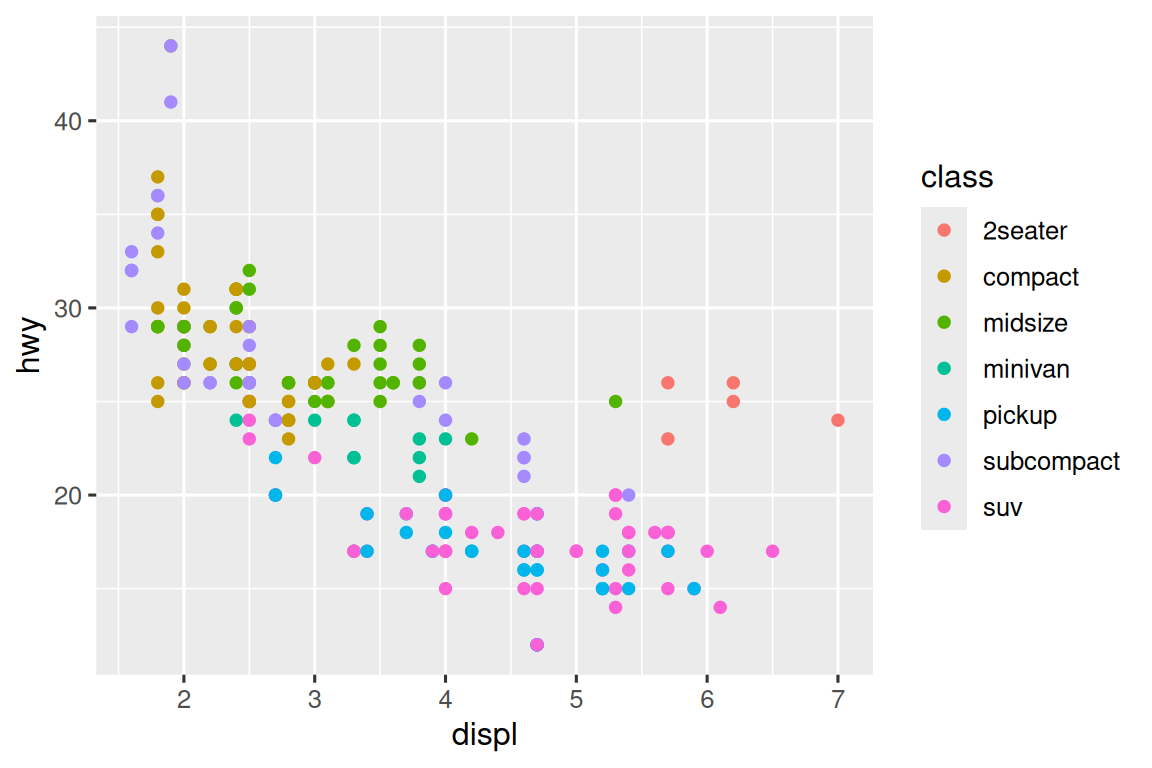 40
30
20
hwy
2 3 4 5 6 7
displ
class
2seater
compact
midsize
minivan
pickup
subcompact
suv